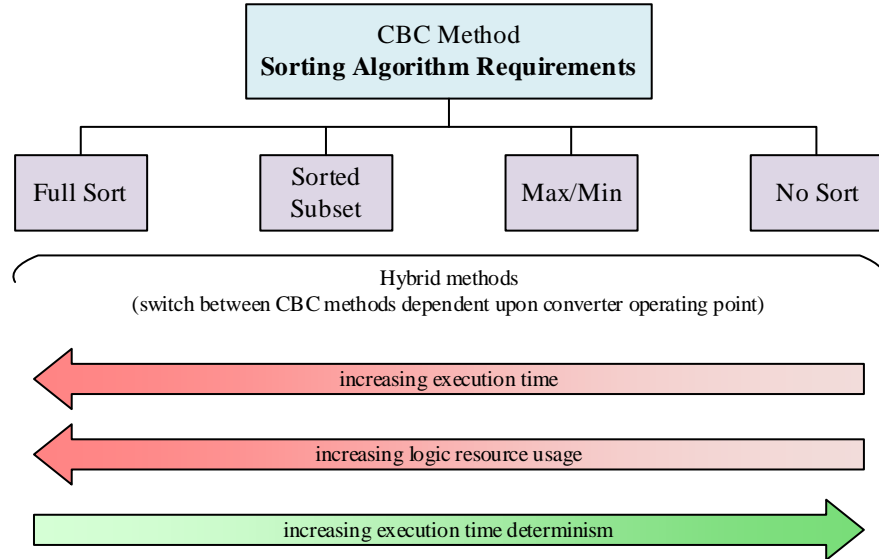 CBC Method
Sorting Algorithm Requirements
Full Sort
Sorted
Subset
Max/Min
No Sort
Hybrid methods
(switch between CBC methods dependent upon converter operating point)
increasing execution time
increasing logic resource usage
increasing execution time determinism